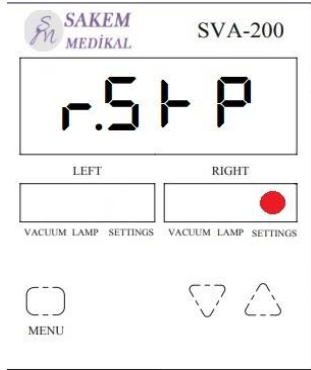 SAKEM
MEDİKAL
SVA-200
r.StP
LEFT RIGHT
VACUUM LAMP SETTINGS VACUUM LAMP SETTINGS
MENU